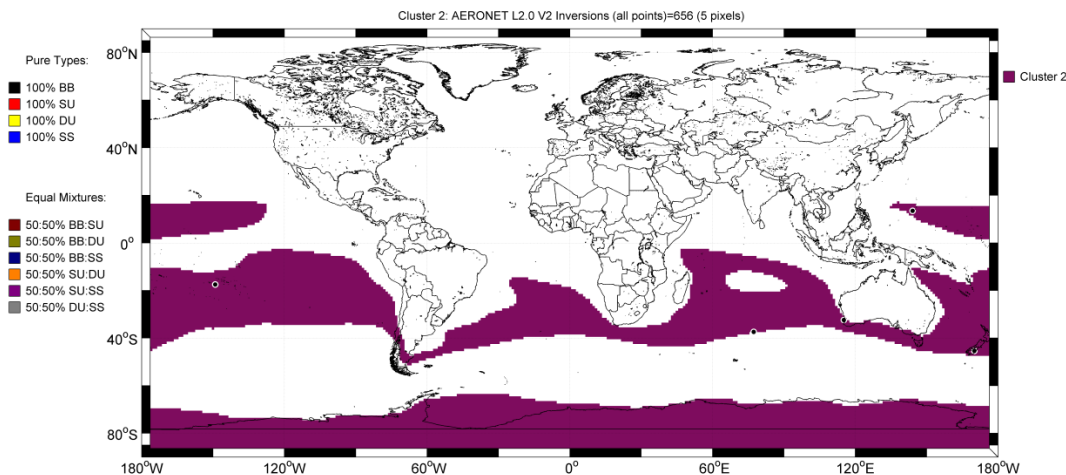 Cluster 2: AERONET L2.0 V2 Inversions (all points)=656 (5 pixels)
Pure Types:
100% BB
100% SU
100% DU
100% SS
Equal Mixtures:
50:50% BB:SU
50:50% BB:DU
50:50% BB:SS
50:50% SU:DU
50:50% SU:SS
50:50% DU:SS
Cluster 2
80°N
40°N
0°
40°S
80°S
180°W 120°W 60°W 0° 60°E 120°E 180°E